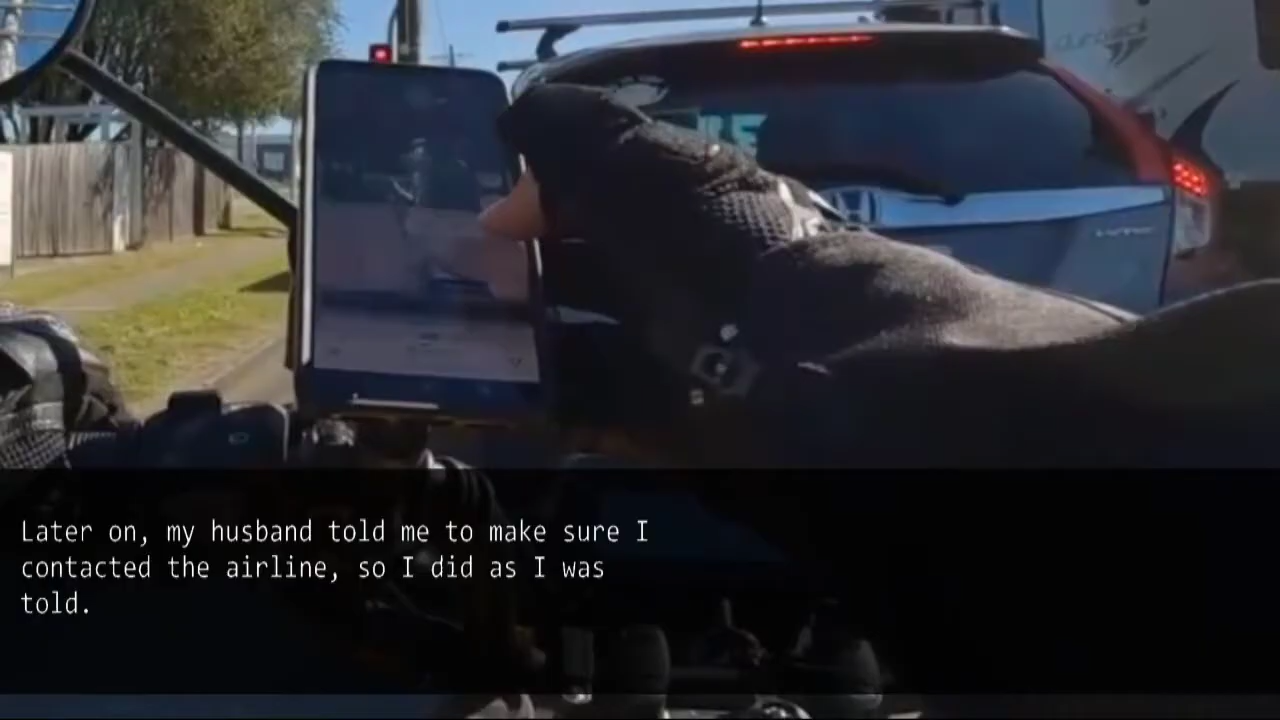 Later on, my husband told me to make sure I
contacted the airline, so I did as I was
told.